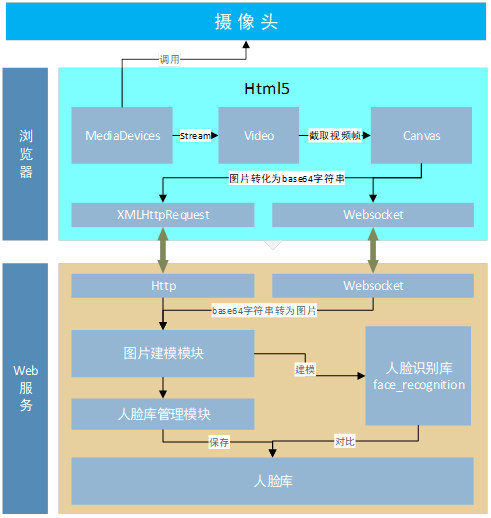 摄像头
调用
Html5
浏览器
MediaDevices
Stream
Video
截取视频帧
Canvas
图片转化为base64字符串
XMLHttpRequest
Websocket
Web服务
Http
Websocket
base64字符串转为图片
图片建模模块
建模
人脸识别库
face_recognition
人脸库管理模块
保存
对比
人脸库